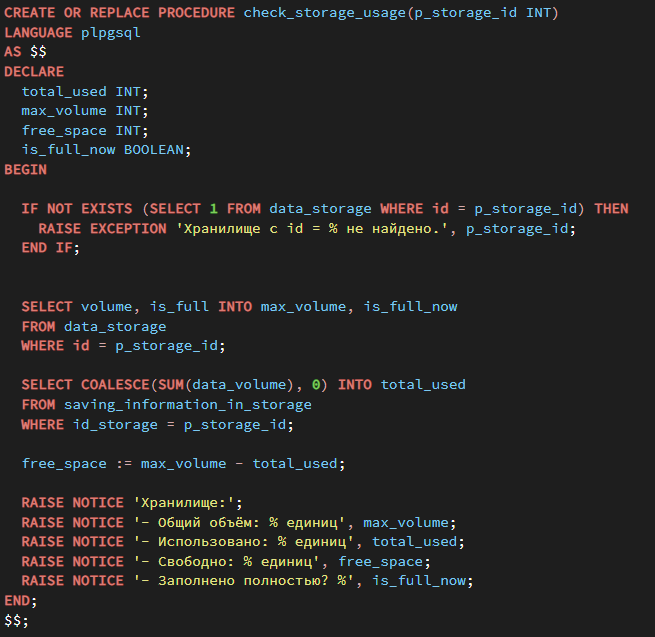 CREATE OR REPLACE PROCEDURE check_storage_usage(p_storage_id INT)
LANGUAGE plpgsql
AS $$
DECLARE
  total_used INT;
  max_volume INT;
  free_space INT;
  is_full_now BOOLEAN;
BEGIN

  IF NOT EXISTS (SELECT 1 FROM data_storage WHERE id = p_storage_id) THEN
    RAISE EXCEPTION 'Хранилище с id = % не найдено.', p_storage_id;
  END IF;


  SELECT volume, is_full INTO max_volume, is_full_now
  FROM data_storage
  WHERE id = p_storage_id;

  SELECT COALESCE(SUM(data_volume), 0) INTO total_used
  FROM saving_information_in_storage
  WHERE id_storage = p_storage_id;

  free_space := max_volume - total_used;

  RAISE NOTICE 'Хранилище:';
  RAISE NOTICE '- Общий объём: % единиц', max_volume;
  RAISE NOTICE '- Использовано: % единиц', total_used;
  RAISE NOTICE '- Свободно: % единиц', free_space;
  RAISE NOTICE '- Заполнено полностью? %', is_full_now;
END;
$$;